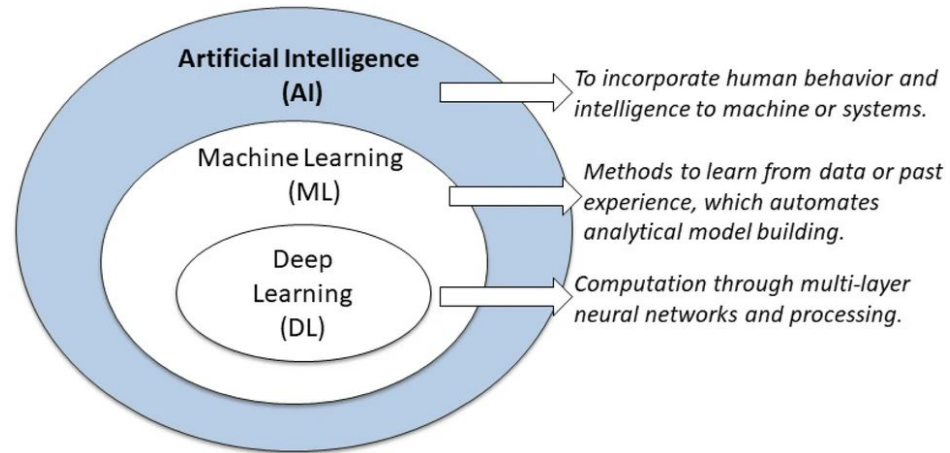 Artificial Intelligence
(AI)
To incorporate human behavior and
intelligence to machine or systems.
Machine Learning
(ML)
Methods to learn from data or past
experience, which automates
analytical model building.
Deep
Learning
(DL)
Computation through multi-layer
neural networks and processing.